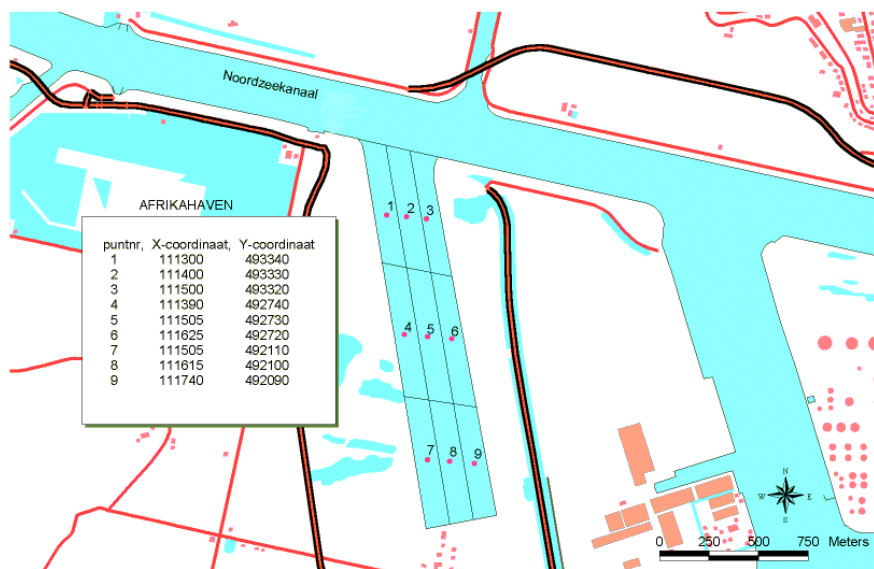 Noordzeekanaal
AFRIKAHAVEN
puntnr, X-coordinaat, Y-coordinaat
1 111300 493340
2 111400 493330
3 111500 493320
4 111390 492740
5 111505 492730
6 111625 492720
7 111505 492110
8 111615 492100
9 111740 492090
1 2 3
4 5 6
7 8 9
N
W E
S
0 250 500 750 Meters